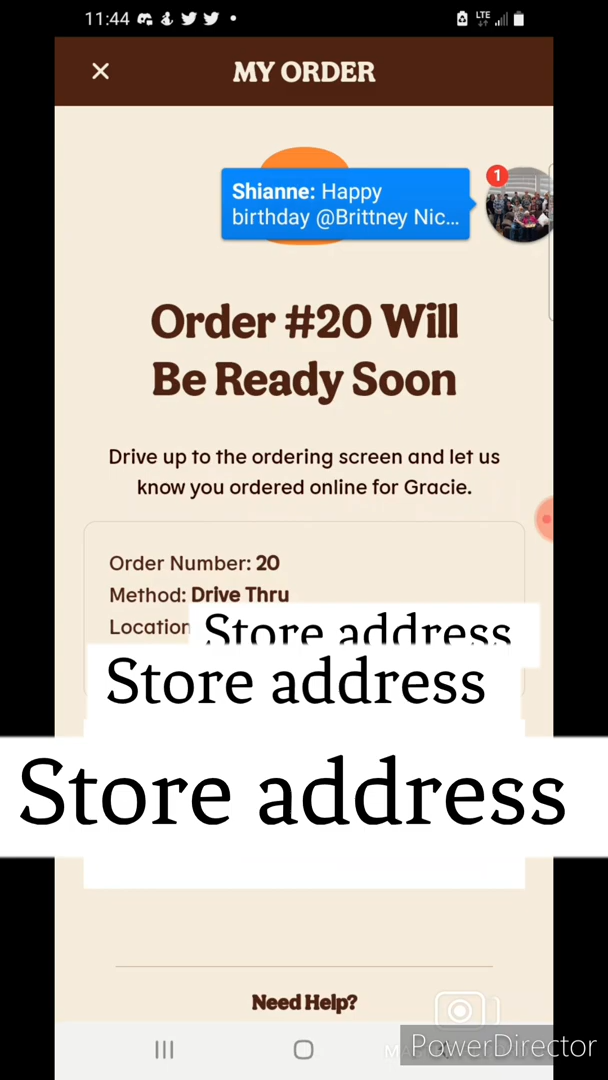 11:44
LTE
MY ORDER
1
Shianne: Happy
birthday @Brittney Nic...
Order #20 Will
Be Ready Soon
Drive up to the ordering screen and let us
know you ordered online for Gracie.
Order Number: 20
Method: Drive Thru
Location
Store address
Store address
Store address
Need Help?
PowerDirector